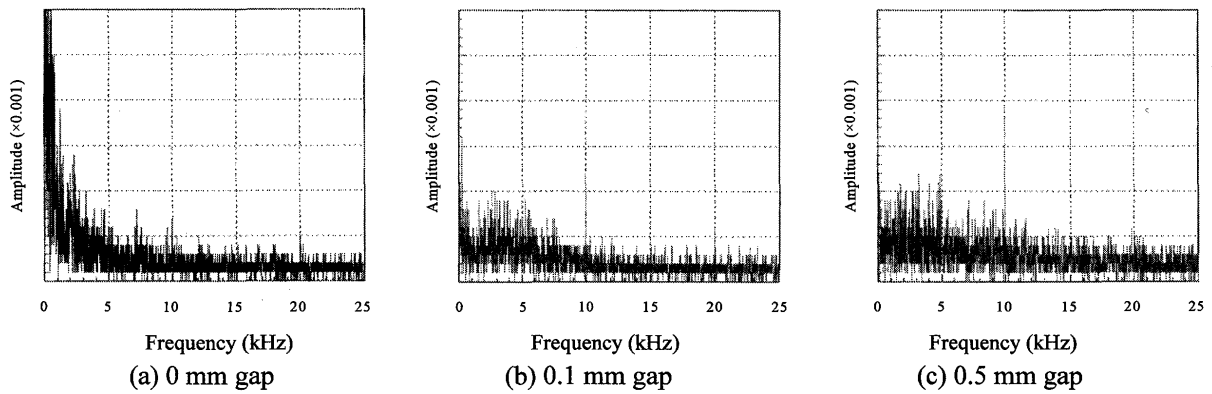 Amplitude (×0.001)
0 5 10 15 20 25
Frequency (kHz)
(a) 0 mm gap
Amplitude (×0.001)
0 5 10 15 20 25
Frequency (kHz)
(b) 0.1 mm gap
Amplitude (×0.001)
0 5 10 15 20 25
Frequency (kHz)
(c) 0.5 mm gap